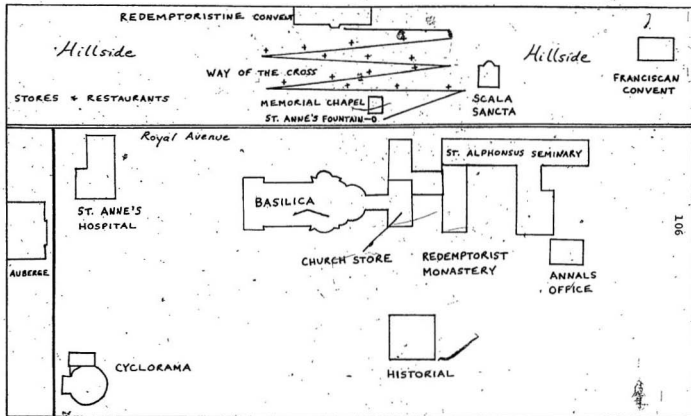 REDEMPTORISTINE CONVENT
Hillside
Hillside
WAY OF THE CROSS
FRANCISCAN
CONVENT
STORES & RESTAURANTS
MEMORIAL CHAPEL
ST. ANNE'S FOUNTAIN
SCALA
SANCTA
Royal Avenue
ST. ALPHONSUS SEMINARY
BASILICA
ST. ANNE'S
HOSPITAL
106
CHURCH STORE
REDEMPTORIST
MONASTERY
ANNALS
OFFICE
AUBERGE
CYCLORAMA
HISTORIAL